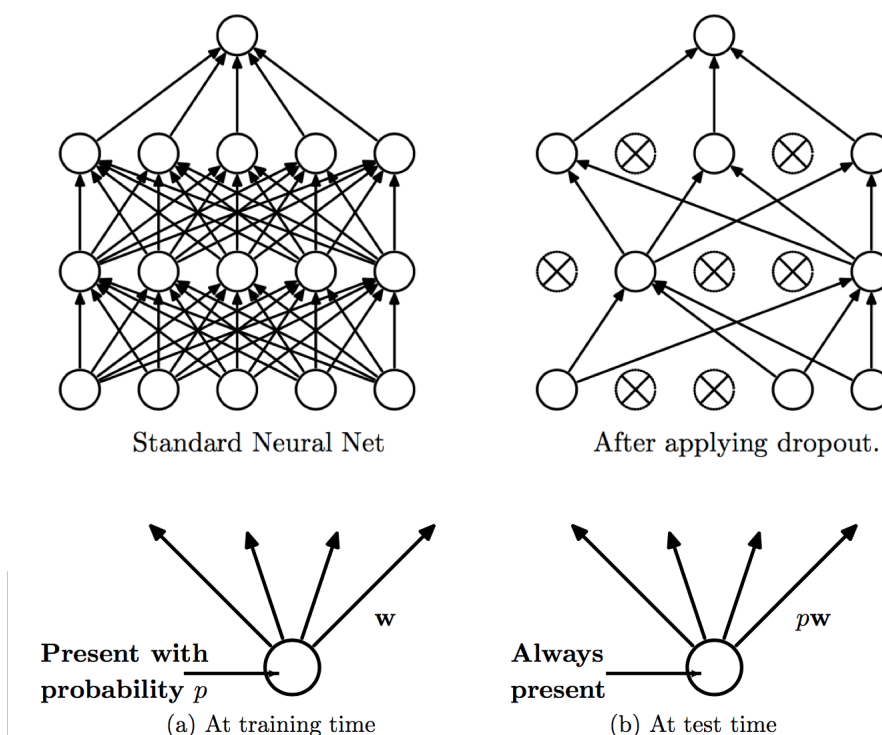 Standard Neural Net
After applying dropout.
w
Present with
probability p
(a) At training time
pw
Always
present
(b) At test time